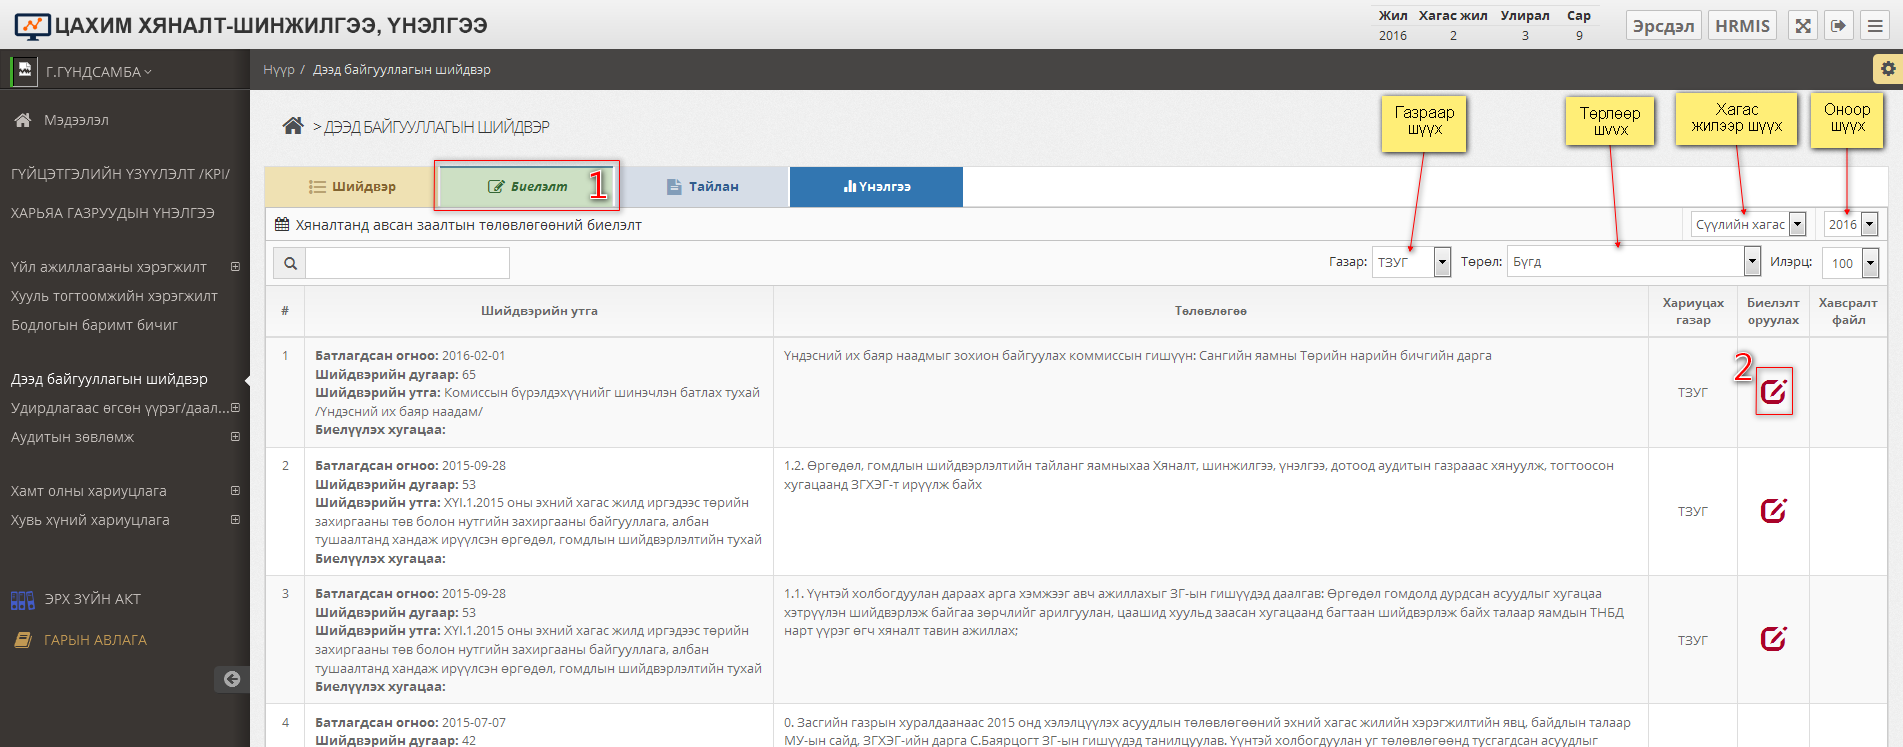 ЦАХИМ ХЯНАЛТ-ШИНЖИЛГЭЭ, ҮНЭЛГЭЭ
Жил Хагас жил Улирал Сар
2016 2 3 9
Эрсдэл HRMIS
Г.ГҮНДСАМБА
Нүүр / Дээд байгууллагын шийдвэр
Мэдээлэл
ГҮЙЦЭТГЭЛИЙН ҮЗҮҮЛЭЛТ /KPI/
ХАРЬЯА ГАЗРУУДЫН ҮНЭЛГЭЭ
Үйл ажиллагааны хэрэгжилт
Хууль тогтоомжийн хэрэгжилт
Бодлогын баримт бичиг
Дээд байгууллагын шийдвэр
Удирдлагаас өгсөн үүрэг/даал...
Аудитын зөвлөмж
Хамт олны хариуцлага
Хувь хүний хариуцлага
ЭРХ ЗҮЙН АКТ
ГАРЫН АВЛАГА
> ДЭЭД БАЙГУУЛЛАГЫН ШИЙДВЭР
Газраар
шүүх
Төрлөөр
шүүх
Хагас
жилээр шүүх
Оноор
шүүх
Шийдвэр
Биелэлт
1
Тайлан
Үнэлгээ
Хяналтанд авсан заалтын төлөвлөгөөний биелэлт
Сүүлийн хагас
2016
Газар: ТЗУГ Төрөл: Бүгд Илэрц: 100
# Шийдвэрийн утга Төлөвлөгөө Хариуцах газар Биелэлт оруулах Хавсралт файл
1
Батлагдсан огноо: 2016-02-01
Шийдвэрийн дугаар: 65
Шийдвэрийн утга: Комиссын бүрэлдэхүүнийг шинэчлэн батлах тухай
/Үндэсний их баяр наадам/
Биелүүлэх хугацаа:
Үндэсний их баяр наадмыг зохион байгуулах коммиссын гишүүн: Сангийн яамны Төрийн нарийн бичгийн дарга
ТЗУГ
2
2
Батлагдсан огноо: 2015-09-28
Шийдвэрийн дугаар: 53
Шийдвэрийн утга: XYI.1.2015 оны эхний хагас жилд иргэдээс төрийн
захиргааны төв болон нутгийн захиргааны байгууллага, албан
тушаалтанд хандаж ирүүлсэн өргөдөл, гомдлын шийдвэрлэлтийн тухай
Биелүүлэх хугацаа:
1.2. Өргөдөл, гомдлын шийдвэрлэлтийн тайланг яамныхаа Хяналт, шинжилгээ, үнэлгээ, дотоод аудитын газрааас хянуулж, тогтоосон
хугацаанд ЗГХЭГ-т ирүүлж байх
ТЗУГ
3
Батлагдсан огноо: 2015-09-28
Шийдвэрийн дугаар: 53
Шийдвэрийн утга: XYI.1.2015 оны эхний хагас жилд иргэдээс төрийн
захиргааны төв болон нутгийн захиргааны байгууллага, албан
тушаалтанд хандаж ирүүлсэн өргөдөл, гомдлын шийдвэрлэлтийн тухай
Биелүүлэх хугацаа:
1.1. Үүнтэй холбогдуулан дараах арга хэмжээг авч ажиллахыг ЗГ-ын гишүүдэд даалгав: Өргөдөл гомдолд дурдсан асуудлыг хугацаа
хэтрүүлэн шийдвэрлэж байгаа зөрчлийг арилгуулан, цаашид хуульд заасан хугацаанд багтаан шийдвэрлэж байх талаар яамдын ТНБД
нарт үүрэг өгч хяналт тавин ажиллах;
ТЗУГ
4
Батлагдсан огноо: 2015-07-07
Шийдвэрийн дугаар: 42
0. Засгийн газрын хуралдаанаас 2015 онд хэлэлцүүлэх асуудлын төлөвлөгөөний эхний хагас жилийн хэрэгжилтийн явц, байдлын талаар
МУ-ын сайд, ЗГХЭГ-ийн дарга С.Баярцогт ЗГ-ын гишүүдэд танилцуулав. Үүнтэй холбогдуулан уг төлөвлөгөөнд тусгагдсан асуудлыг